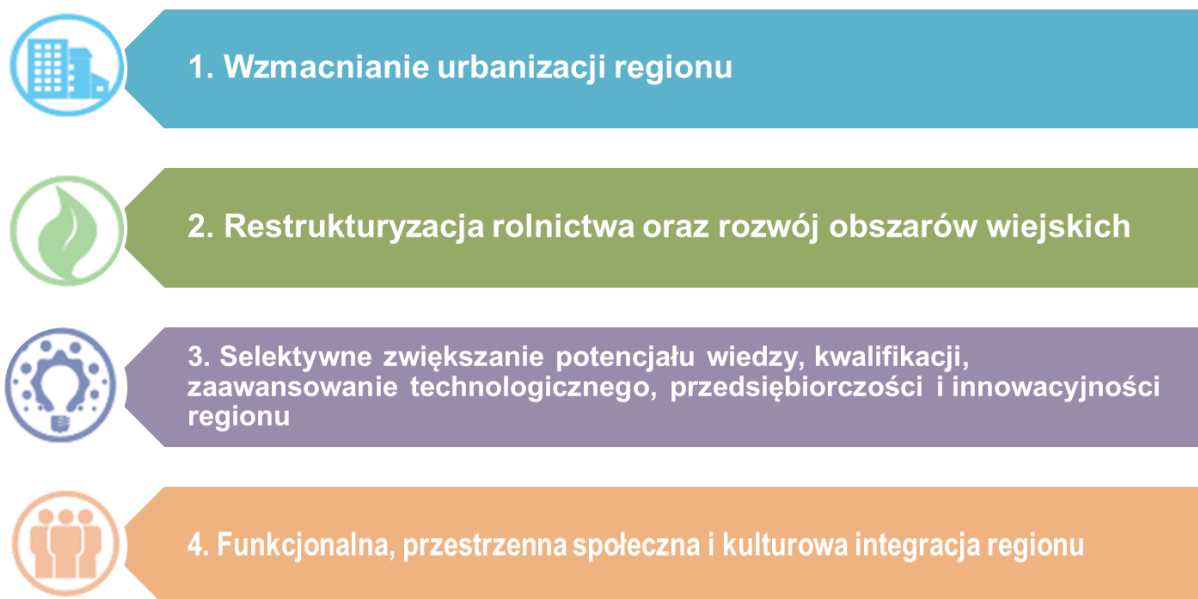 1. Wzmacnianie urbanizacji regionu
2. Restrukturyzacja rolnictwa oraz rozwój obszarów wiejskich
3. Selektywne zwiększanie potencjału wiedzy, kwalifikacji,
zaawansowanie technologicznego, przedsiębiorczości i innowacyjności
regionu
4. Funkcjonalna, przestrzenna społeczna i kulturowa integracja regionu